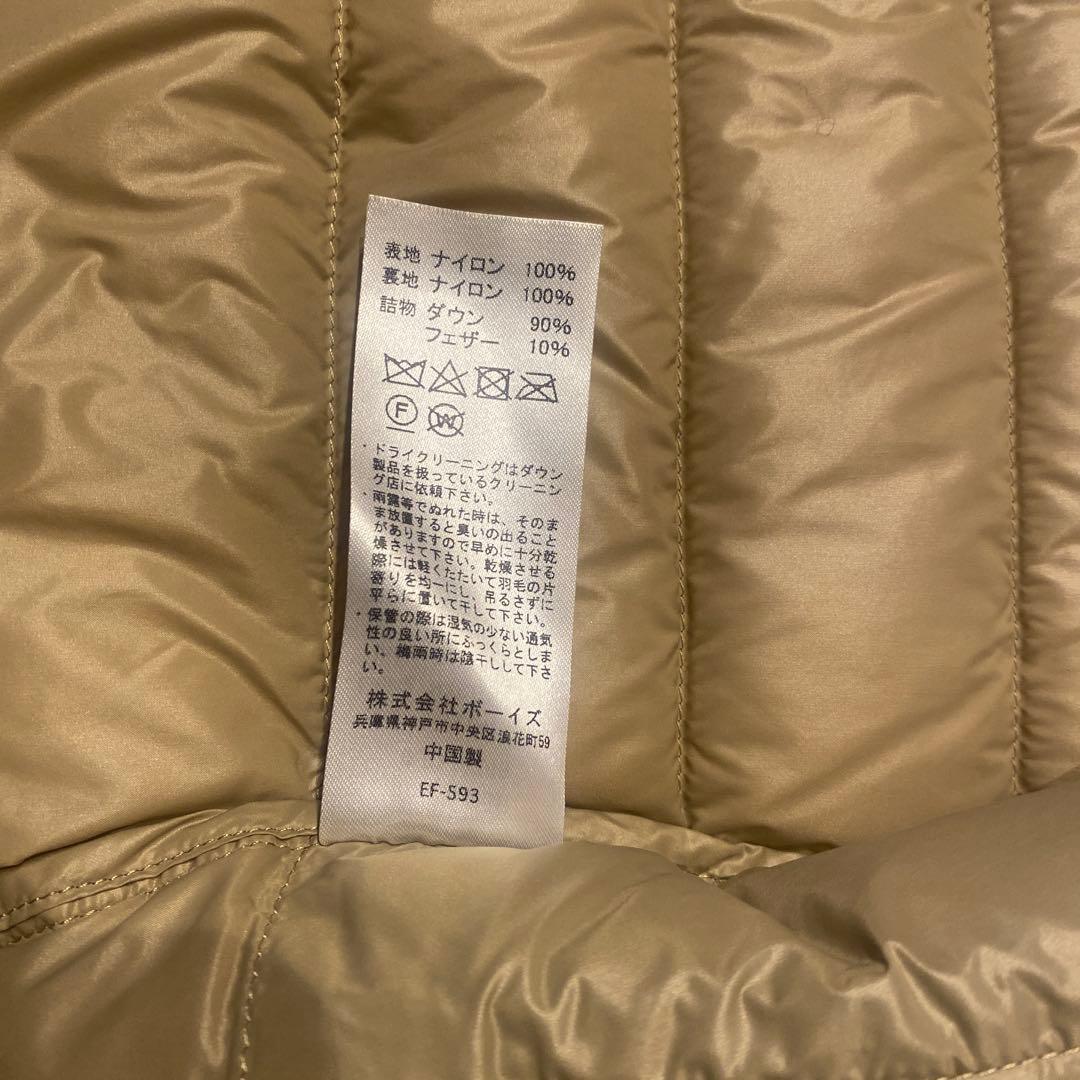 表地 ナイロン 100%
裏地 ナイロン 100%
詰物 ダウン 90%
フェザー 10%
F W
・ドライクリーニングはダウン
製品を扱っているクリーニン
グ店に依頼下さい。
・雨露等でぬれた時は、そのま
ま放置すると臭いの出ること
がありますので早めに十分乾
燥させて下さい。乾燥させる
際には軽くたたいて羽毛の片
寄りを均一にし、吊るさずに
平らに置いて干して下さい。
・保管の際は湿気の少ない通気
性の良い所にふっくらとしま
い、梅雨時は陰干しして下さ
い。
株式会社ボーイズ
兵庫県神戸市中央区浪花町59
中国製
EF-593